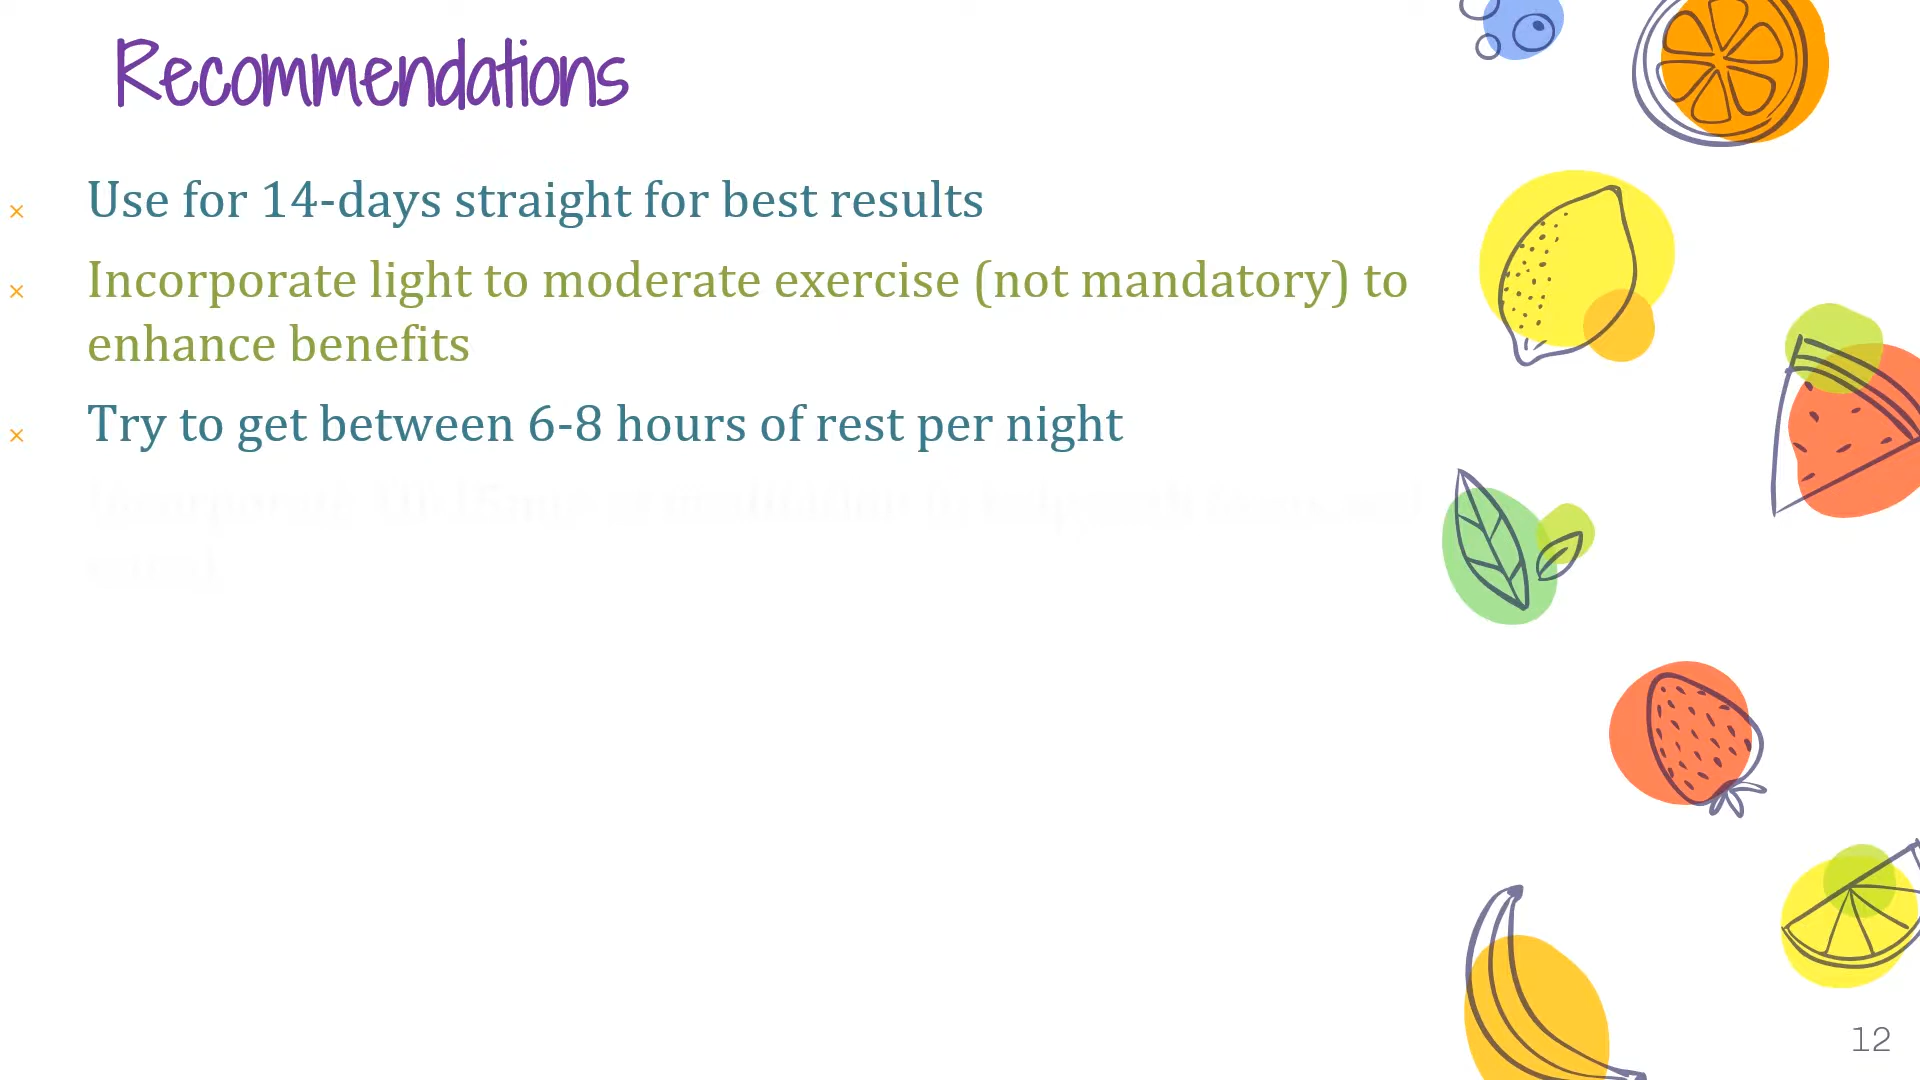 Recommendations
× Use for 14-days straight for best results
× Incorporate light to moderate exercise (not mandatory) to
enhance benefits
× Try to get between 6-8 hours of rest per night
Incorporate
12